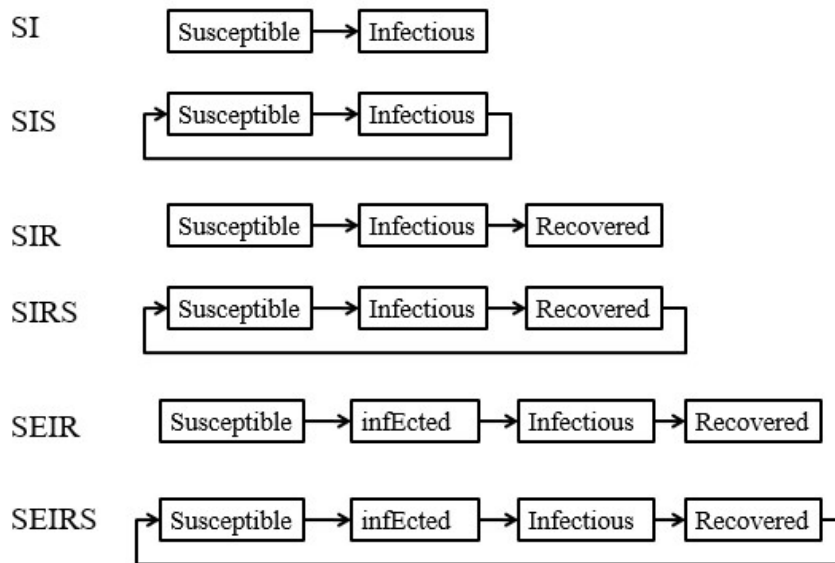 SI Susceptible Infectious
SIS Susceptible Infectious
SIR Susceptible Infectious Recovered
SIRS Susceptible Infectious Recovered
SEIR Susceptible infEcted Infectious Recovered
SEIRS Susceptible infEcted Infectious Recovered